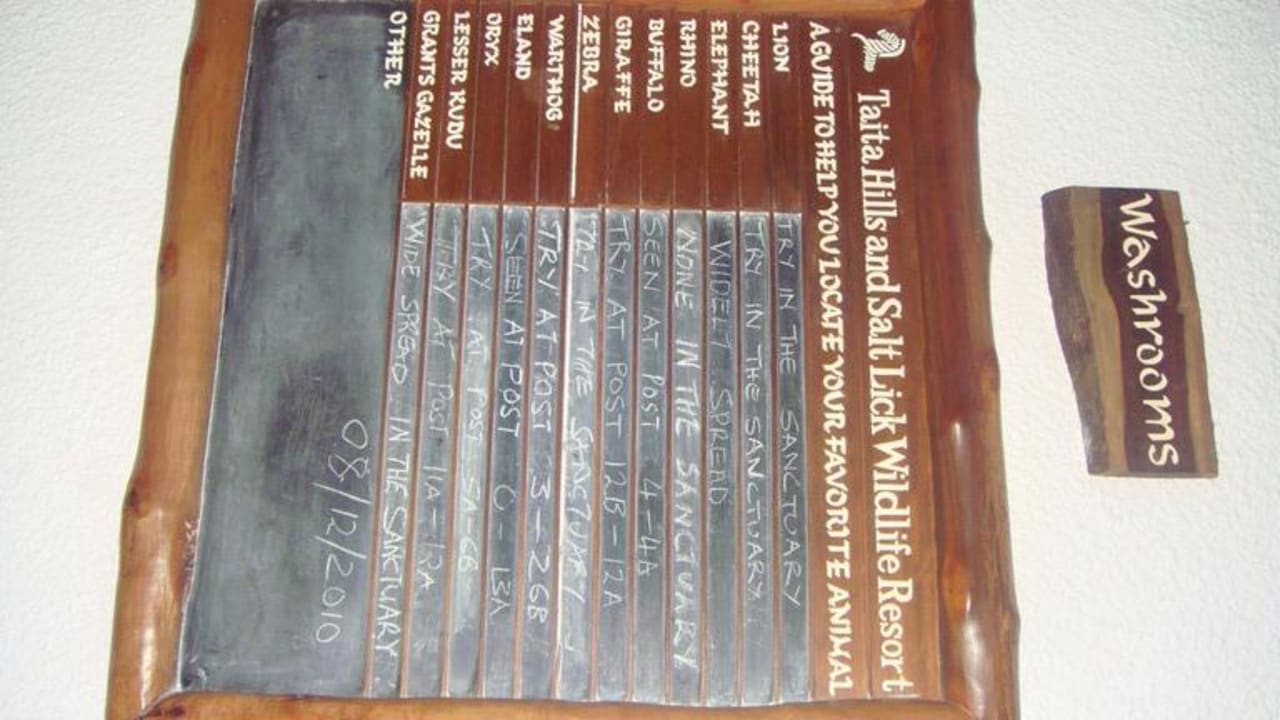 Washrooms
Taita Hills and Salt Lick Wildlife Resort
A GUIDE TO HELP YOU LOCATE YOUR FAVORITE ANIMAL
LION TRY IN THE SANCTUARY
CHEETAH TRY IN THE SANCTUARY
ELEPHANT WIDELY SPREAD
RHINO NONE IN THE SANCTUARY
BUFFALO SEEN AT POST 4-4A
GIRAFFE TRY AT POST 12B-12A
ZEBRA TRY IN THE SANCTUARY
WARTHOG TRY AT POST 3-26B
ELAND SEEN AT POST 0-13A
ORYX TRY AT POST 5A-6B
LESSER KUDU TRY AT POST 11A-12A
GRANT'S GAZELLE WIDE SPREAD IN THE SANCTUARY
OTHER
08/12/2010